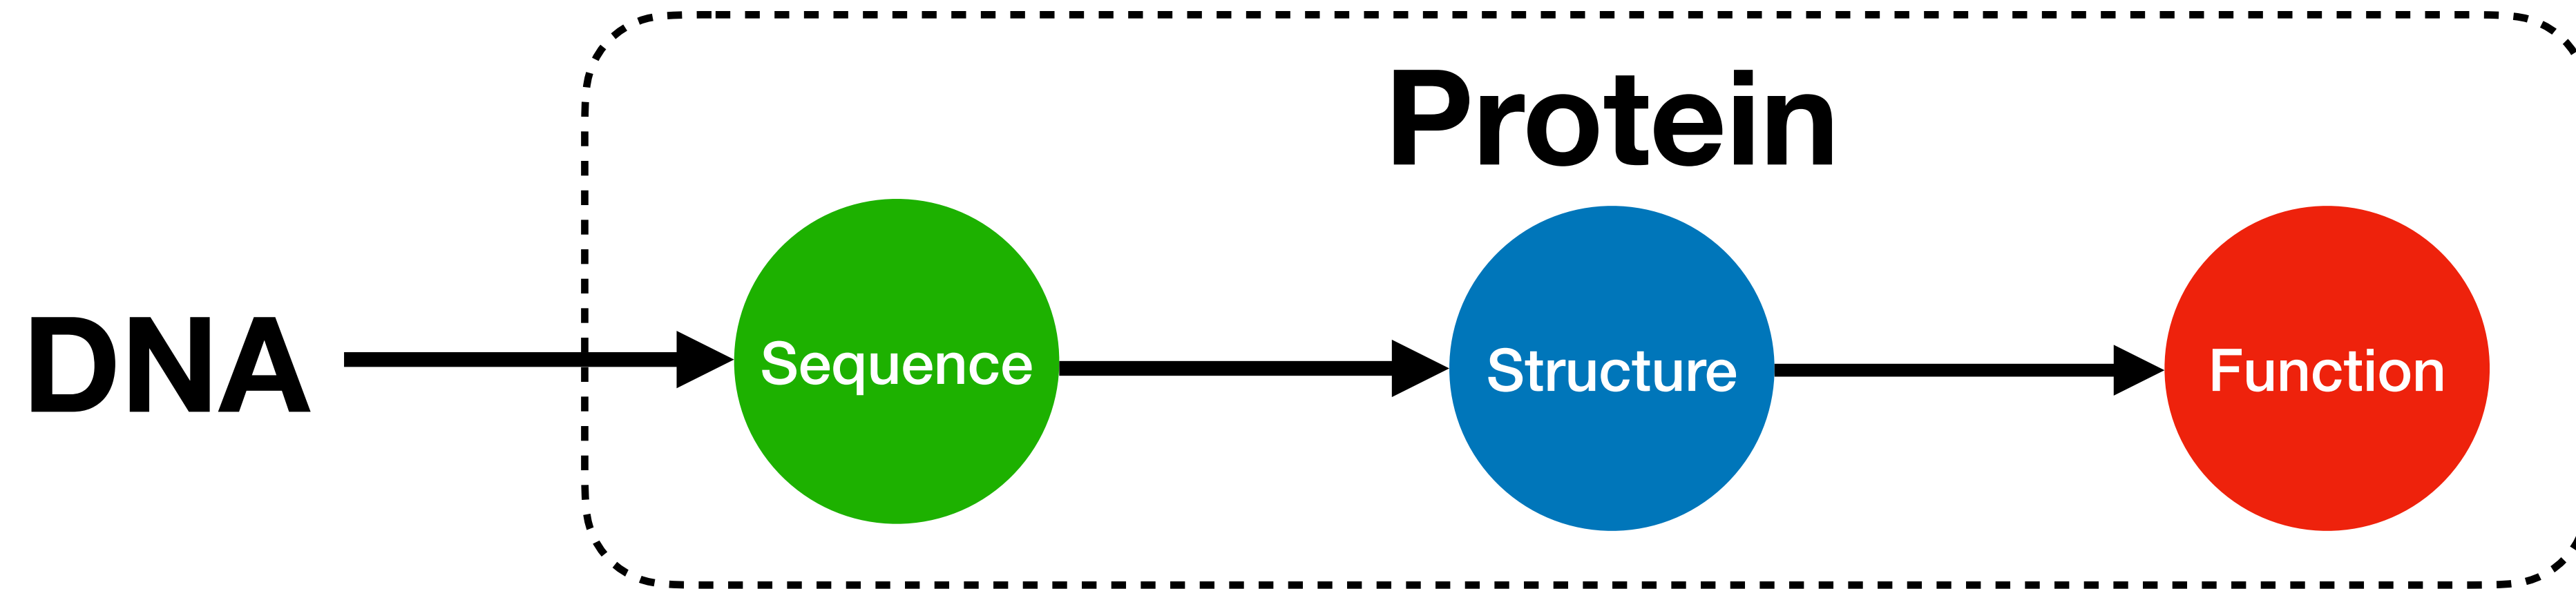 Protein
DNA
Sequence
Structure
Function